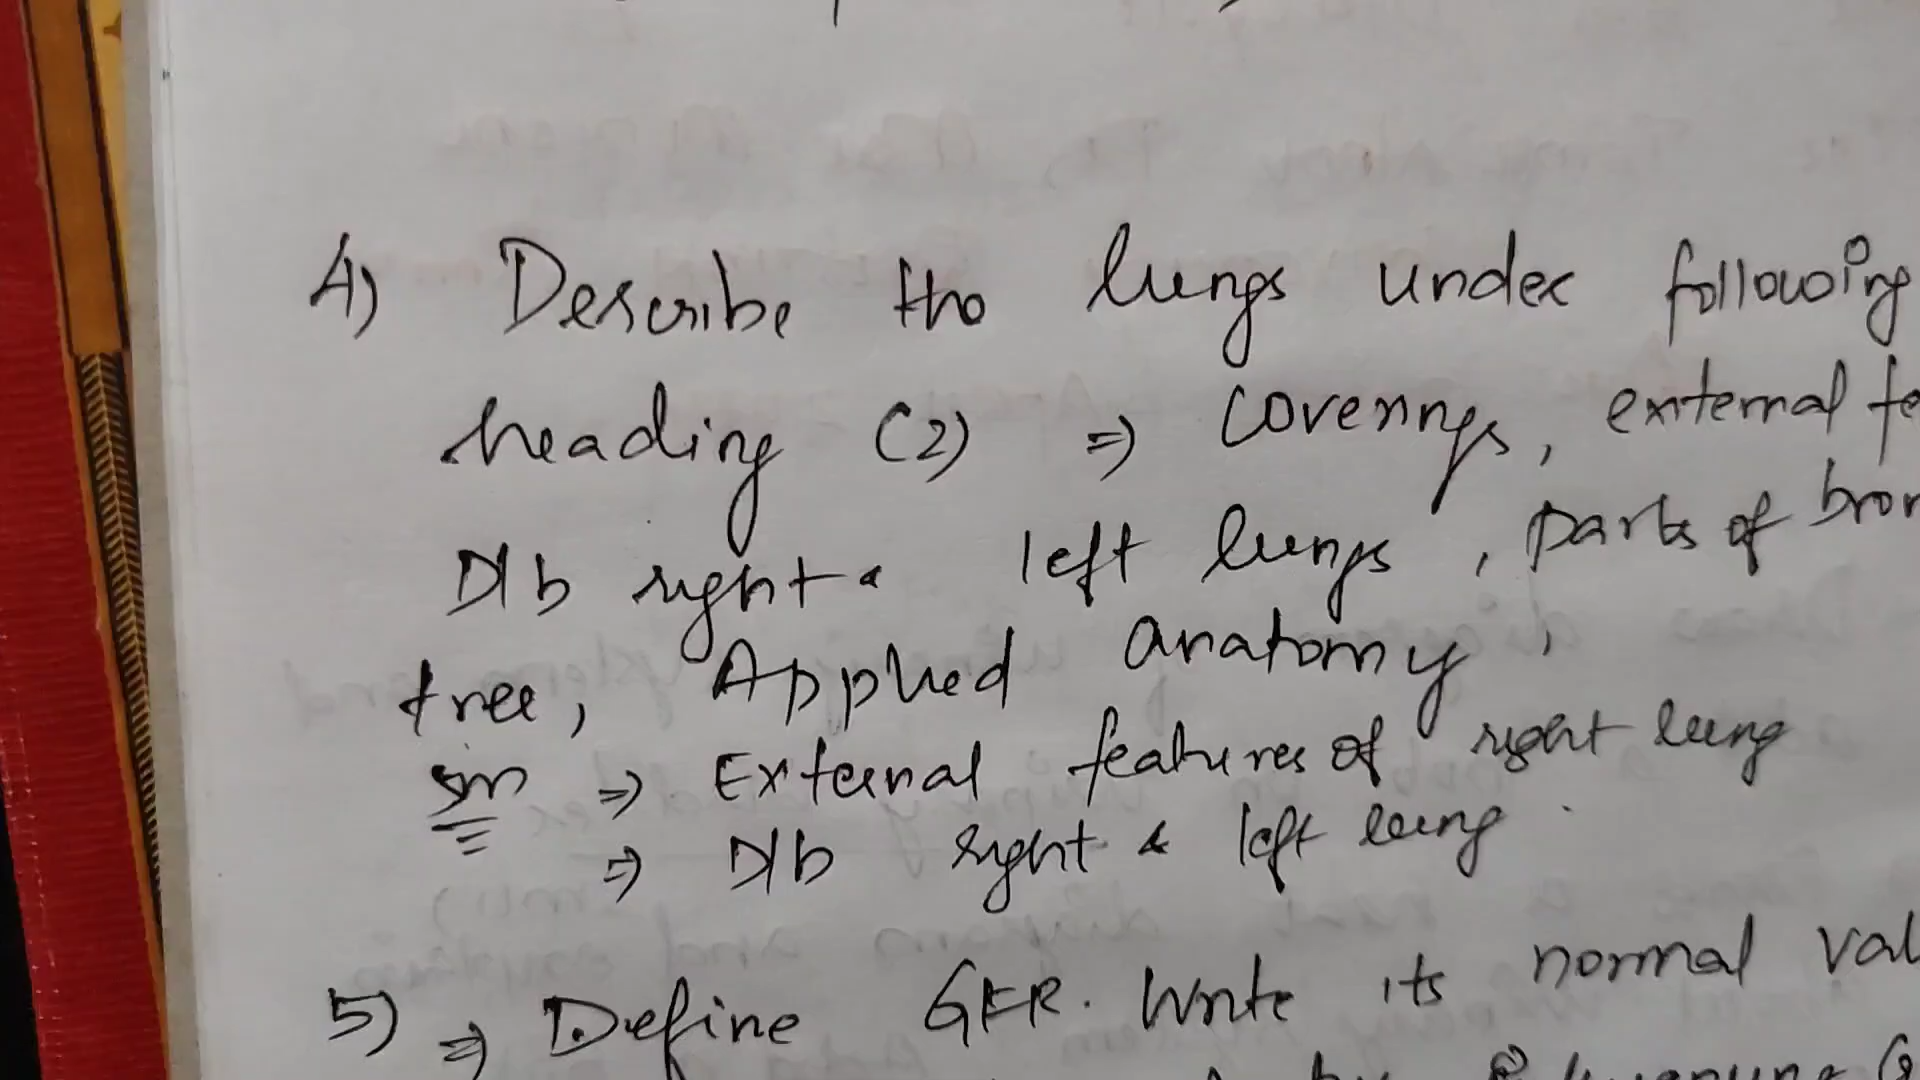 4) Describe the lungs under following
heading (2) => Coverings, external fe
D/b right & left lungs, parts of bron
tree, Applied anatomy,
sm => External features of right lung
=> D/b right & left lung.
5) => Define GFR. Write its normal val